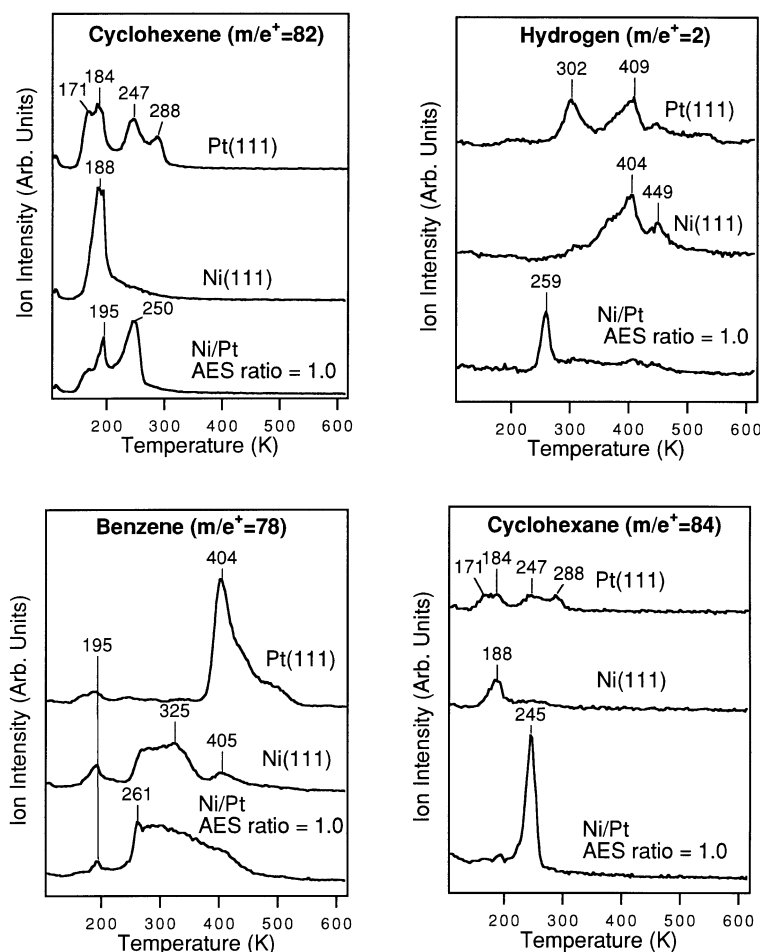 Cyclohexene (m/e+=82)
Ion Intensity (Arb. Units)
171 184 247 288
Pt(111)
188
Ni(111)
195 250
Ni/Pt
AES ratio = 1.0
200 300 400 500 600
Temperature (K)
Hydrogen (m/e+=2)
Ion Intensity (Arb. Units)
302 409
Pt(111)
404 449
Ni(111)
259
Ni/Pt
AES ratio = 1.0
200 300 400 500 600
Temperature (K)
Benzene (m/e+=78)
Ion Intensity (Arb. Units)
404
195
Pt(111)
325
405
Ni(111)
261
Ni/Pt
AES ratio = 1.0
200 300 400 500 600
Temperature (K)
Cyclohexane (m/e+=84)
Ion Intensity (Arb. Units)
171 184 247 288
Pt(111)
188
Ni(111)
245
Ni/Pt
AES ratio = 1.0
200 300 400 500 600
Temperature (K)